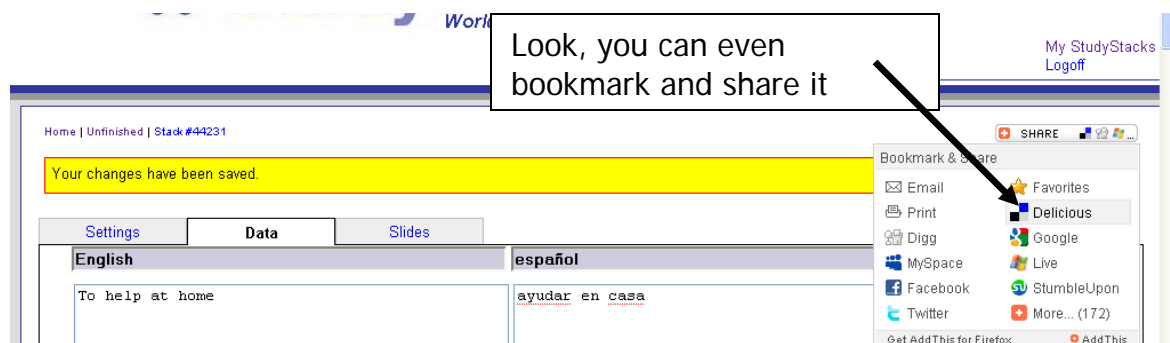 Look, you can even
bookmark and share it
My StudyStacks
Logoff
Home | Unfinished | Stack #44231
SHARE
Your changes have been saved.
Bookmark & Share
Email
Favorites
Print
Delicious
Digg
Google
MySpace
Live
Facebook
StumbleUpon
Twitter
More... (172)
Get AddThis for Firefox
AddThis
Settings
Data
Slides
English
español
To help at home
ayudar en casa